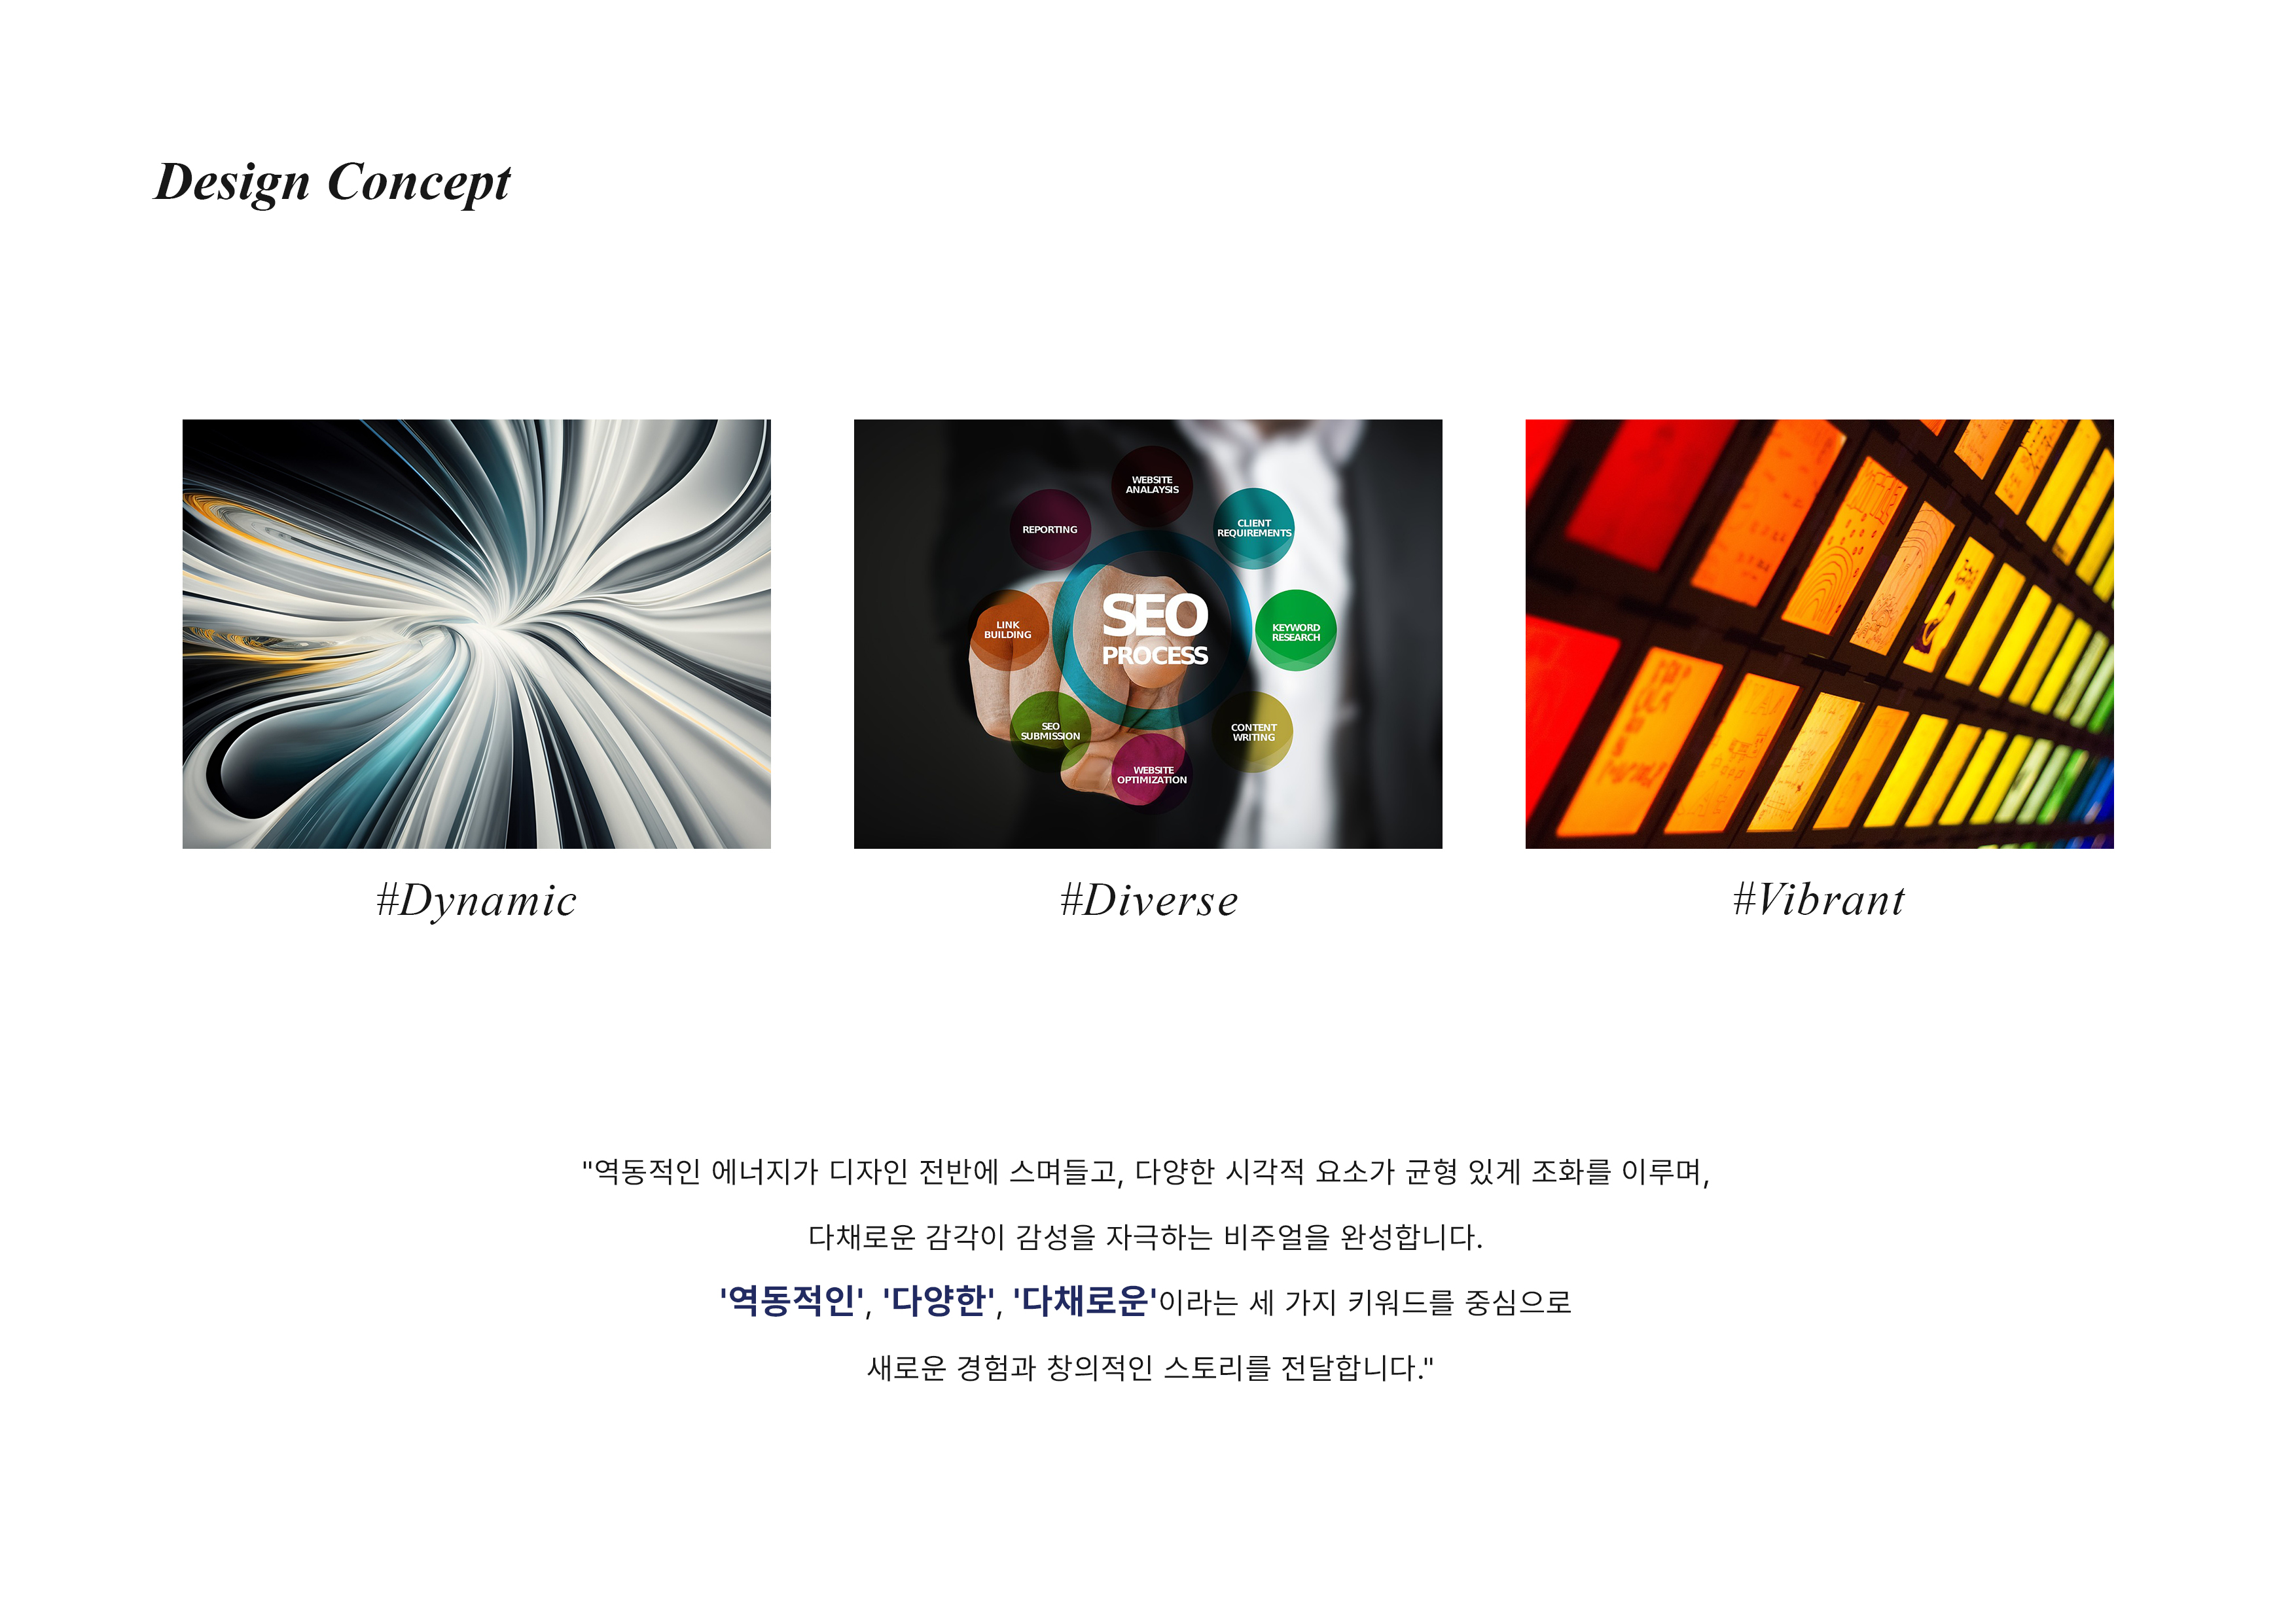 Design Concept
WEBSITE
ANALAYSIS
REPORTING
CLIENT
REQUIREMENTS
LINK
BUILDING
SEO
PROCESS
KEYWORD
RESEARCH
SEO
SUBMISSION
CONTENT
WRITING
WEBSITE
OPTIMIZATION
#Dynamic
#Diverse
#Vibrant
"역동적인 에너지가 디자인 전반에 스며들고, 다양한 시각적 요소가 균형 있게 조화를 이루며,
다채로운 감각이 감성을 자극하는 비주얼을 완성합니다.
'역동적인', '다양한', '다채로운'이라는 세 가지 키워드를 중심으로
새로운 경험과 창의적인 스토리를 전달합니다."